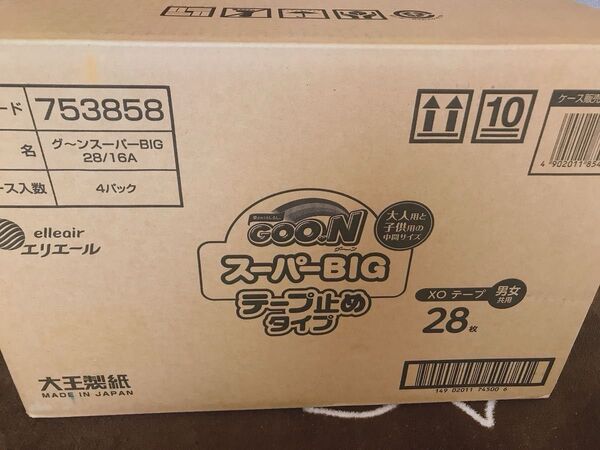 ード 753858
名 グ〜ンスーパーBIG
28/16A
ース入数 4パック
10
ケース販売
4 902011 854
elleair
エリエール
GOO.N
グ〜ン
大人用と
子供用の
中間サイズ
スーパーBIG
テープ止め
タイプ
XO テープ
男女
共用
28枚
大王製紙
MADE IN JAPAN
149 02011 74500 6